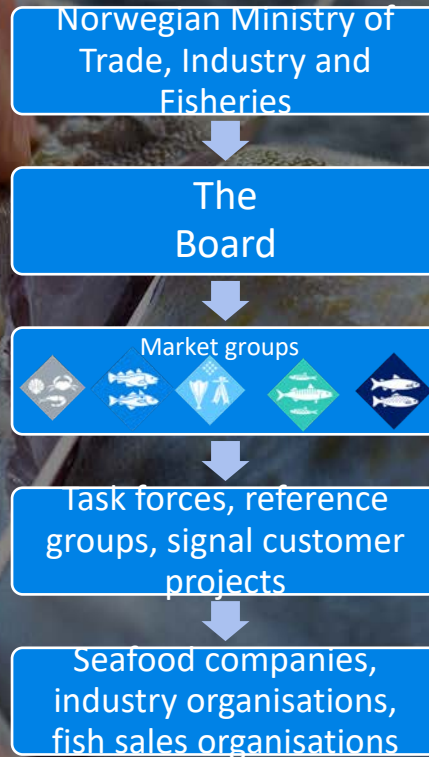 Norwegian Ministry of
Trade, Industry and
Fisheries
The
Board
Market groups
Task forces, reference
groups, signal customer
projects
Seafood companies,
industry organisations,
fish sales organisations